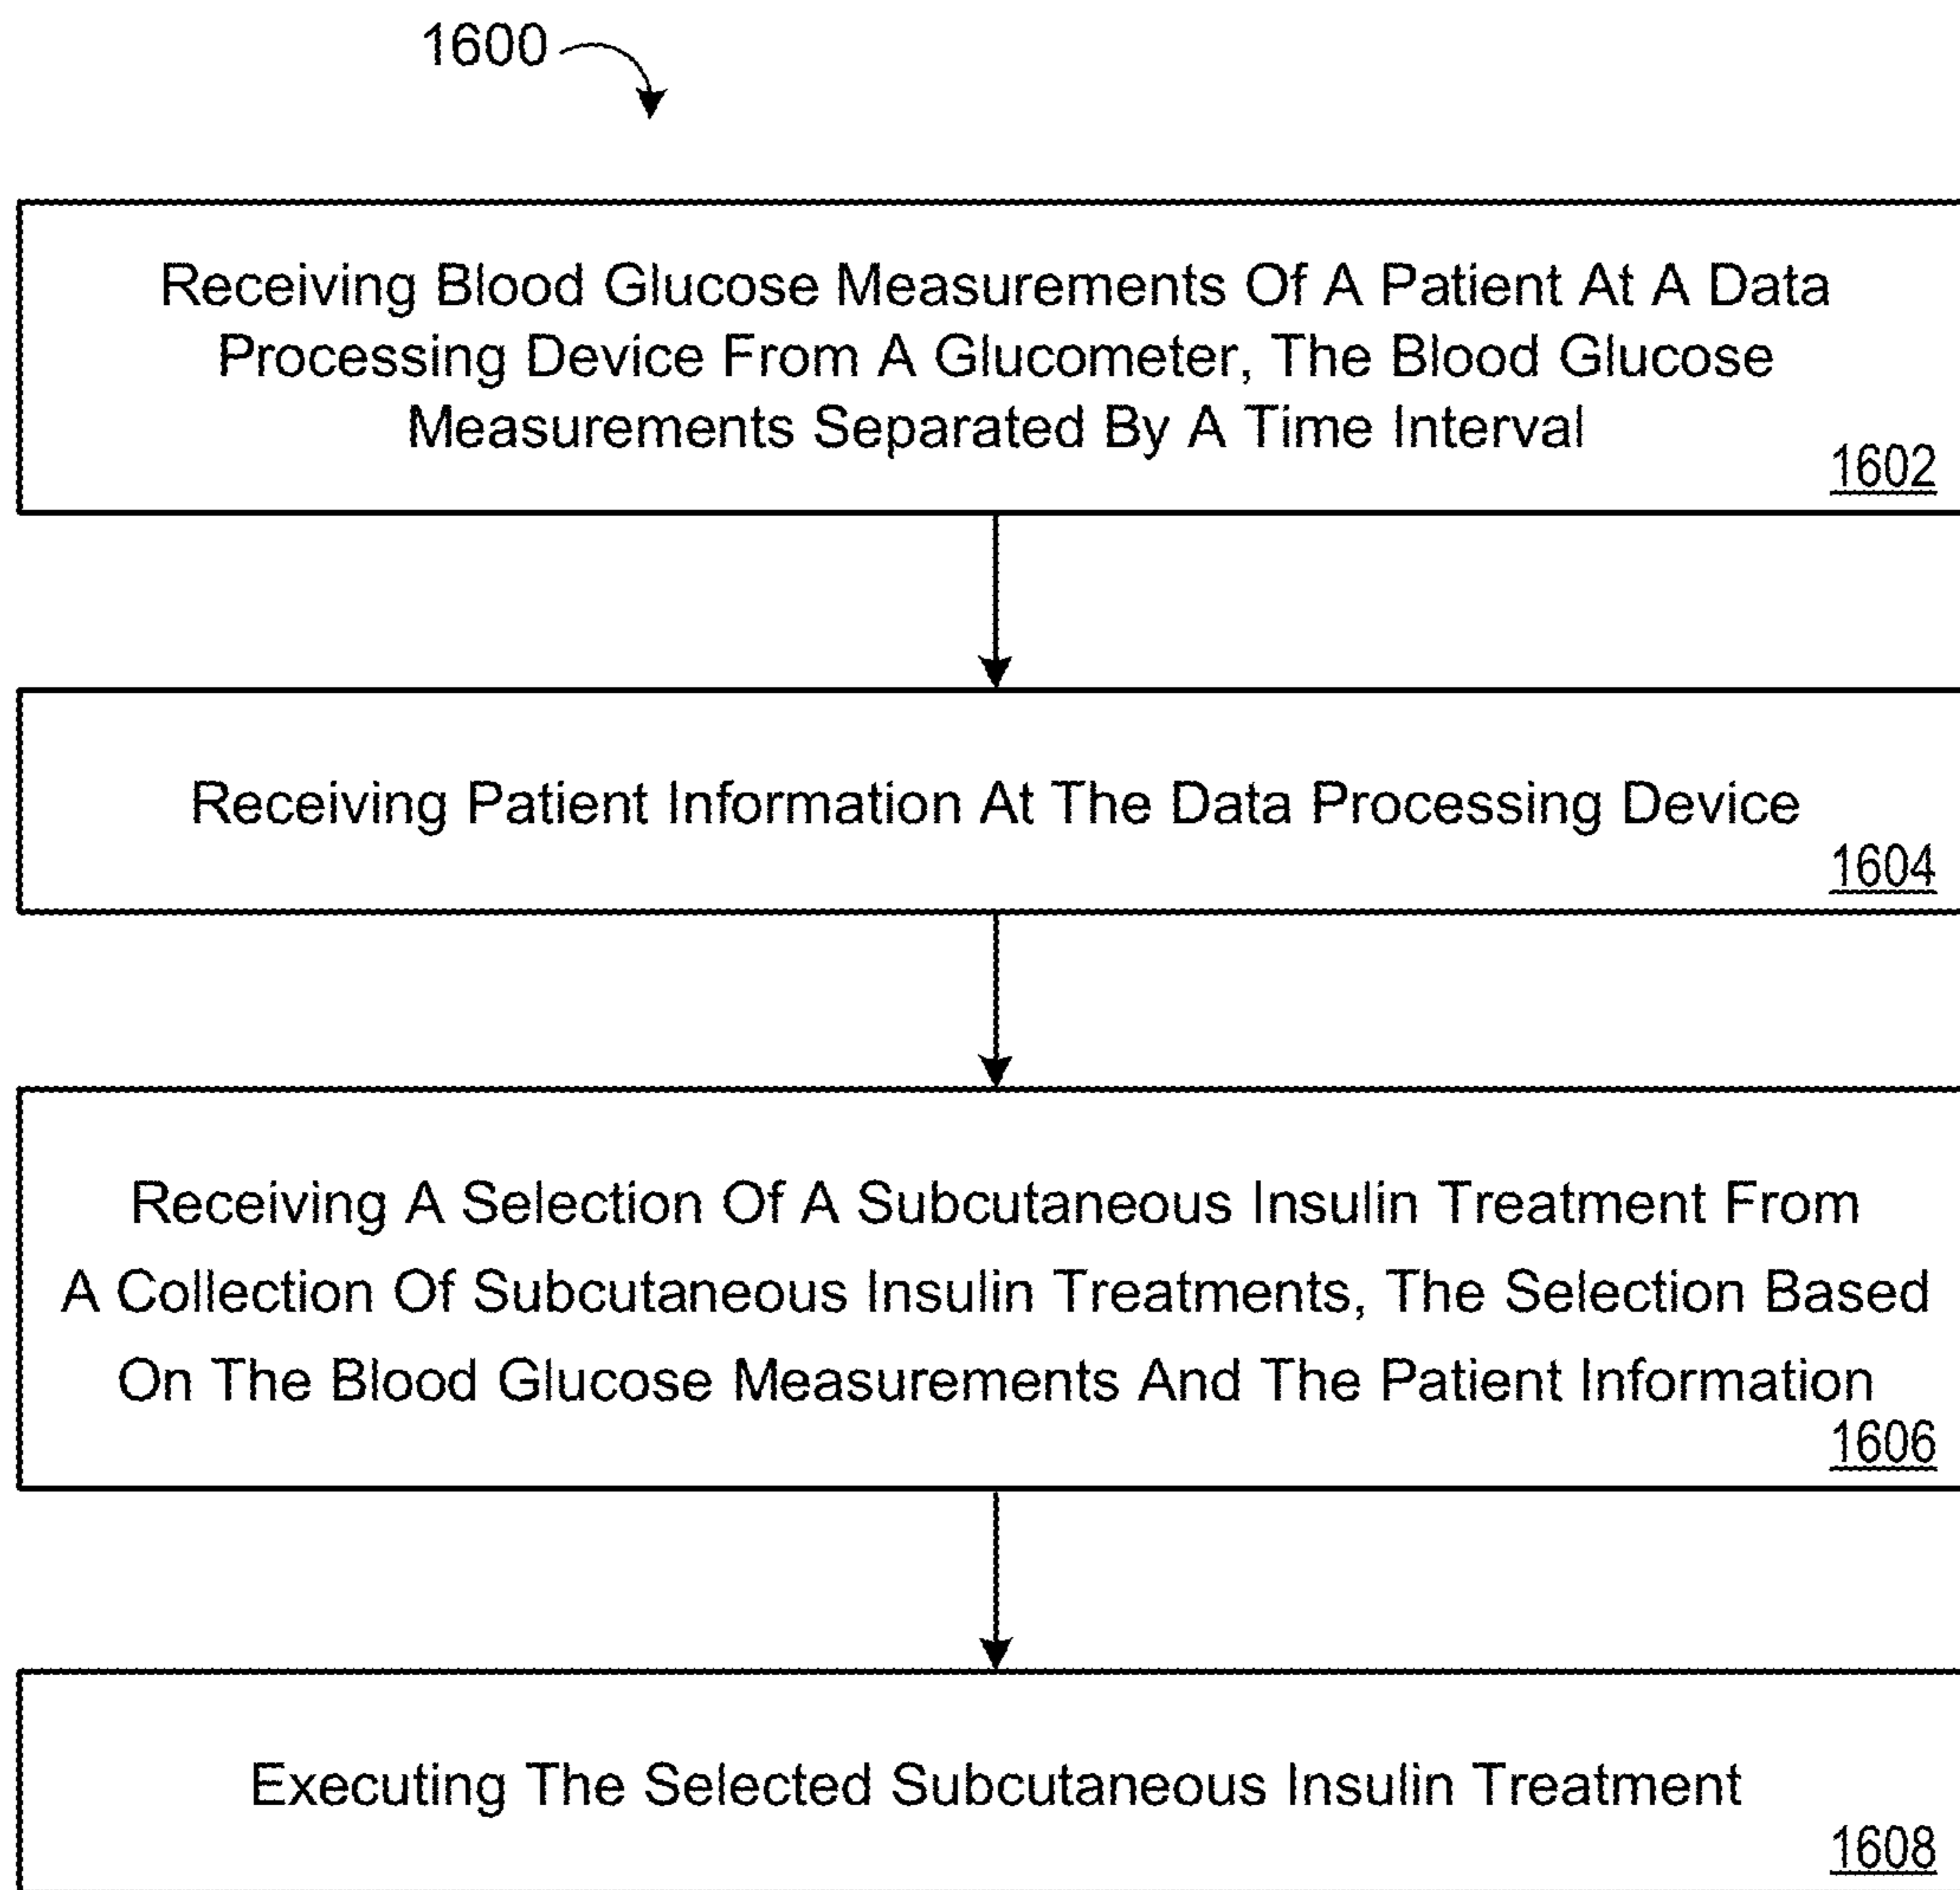 1600
Receiving Blood Glucose Measurements Of A Patient At A Data
Processing Device From A Glucometer, The Blood Glucose
Measurements Separated By A Time Interval
1602
Receiving Patient Information At The Data Processing Device
1604
Receiving A Selection Of A Subcutaneous Insulin Treatment From
A Collection Of Subcutaneous Insulin Treatments, The Selection Based
On The Blood Glucose Measurements And The Patient Information
1606
Executing The Selected Subcutaneous Insulin Treatment
1608